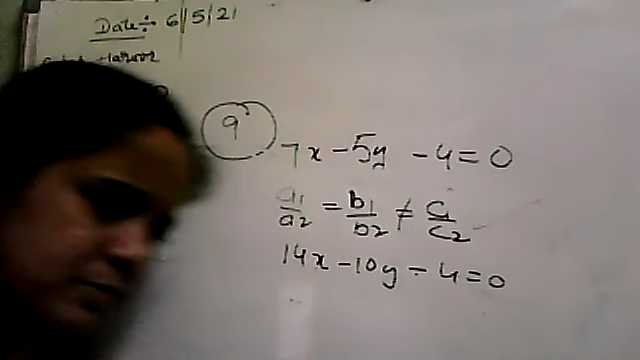 Date÷ 6/5/21
9
7x - 5y - 4 = 0
a1/a2 = b1/b2 ≠ C1/C2
14x - 10y - 4 = 0